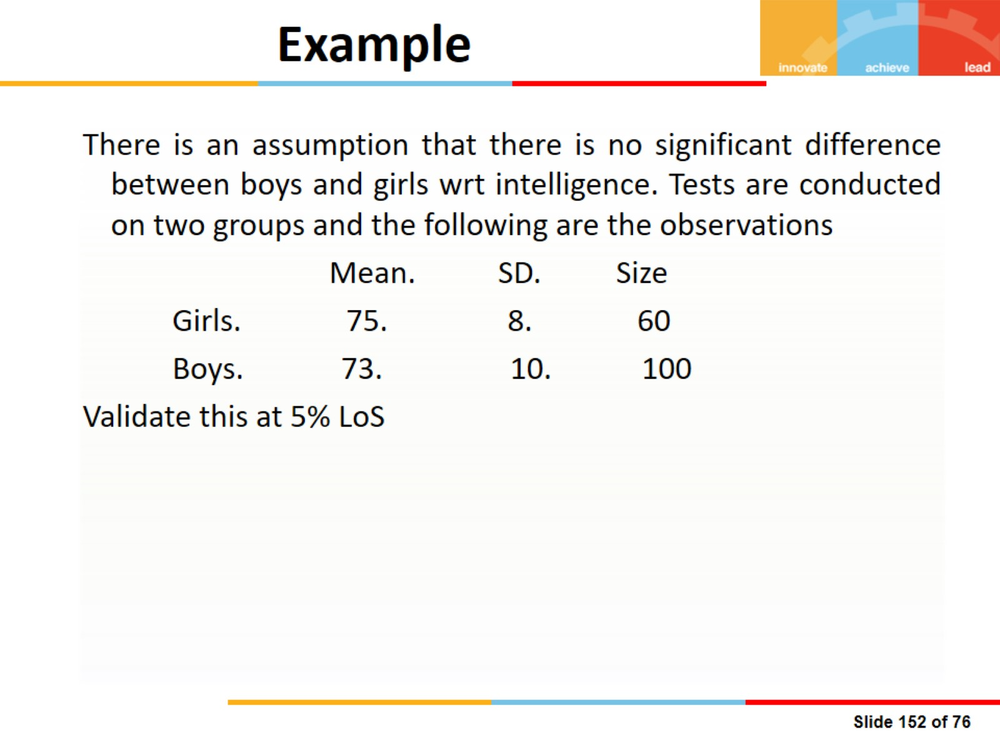 Example
innovate achieve lead
There is an assumption that there is no significant difference
between boys and girls wrt intelligence. Tests are conducted
on two groups and the following are the observations
Mean. SD. Size
Girls. 75. 8. 60
Boys. 73. 10. 100
Validate this at 5% LoS
Slide 152 of 76